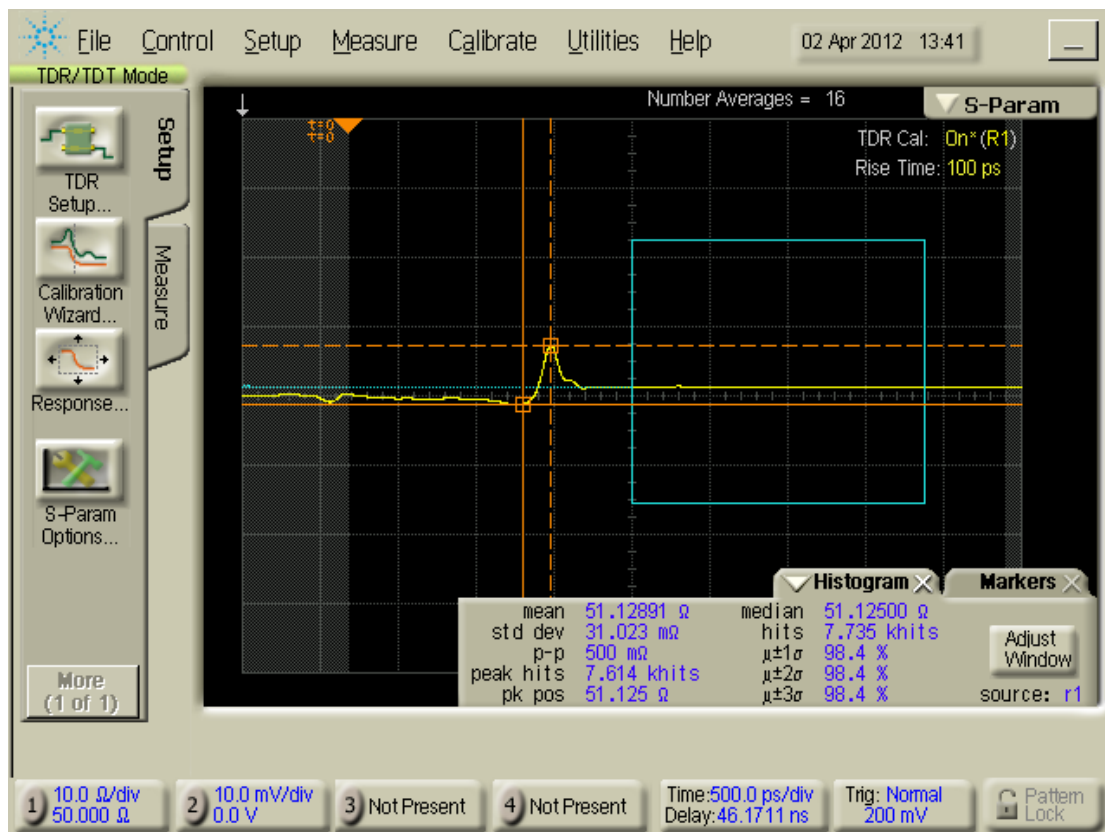 File Control Setup Measure Calibrate Utilities Help 02 Apr 2012 13:41
TDR/TDT Mode
Setup
Measure
TDR
Setup...
Calibration
Wizard...
Response...
S-Param
Options...
More
(1 of 1)
Number Averages = 16
S-Param
TDR Cal: On* (R1)
Rise Time: 100 ps
t=0
t=0
Histogram
Markers
mean 51.12891 Ω median 51.12500 Ω
std dev 31.023 mΩ hits 7.735 khits
p-p 500 mΩ μ±1σ 98.4 %
peak hits 7.614 khits μ±2σ 98.4 %
pk pos 51.125 Ω μ±3σ 98.4 %
Adjust
Window
source: r1
1 10.0 Ω/div
50.000 Ω
2 10.0 mV/div
0.0 V
3 Not Present
4 Not Present
Time:500.0 ps/div
Delay:46.1711 ns
Trig: Normal
200 mV
Pattern
Lock